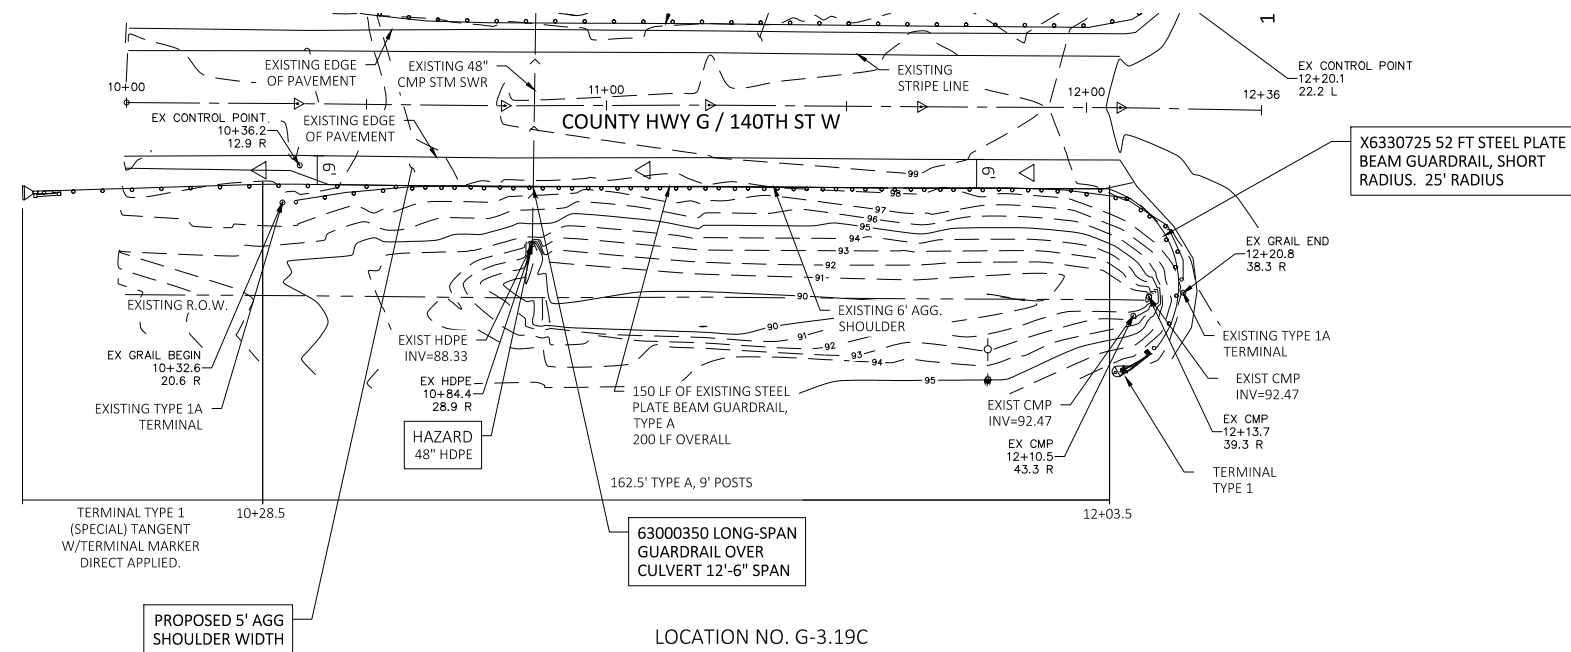 1
EXISTING EDGE
OF PAVEMENT
EXISTING 48"
CMP STM SWR
EXISTING
STRIPE LINE
EX CONTROL POINT
12+20.1
22.2 L
10+00
11+00
12+00
12+36
EX CONTROL POINT.
10+36.2
12.9 R
EXISTING EDGE
OF PAVEMENT
COUNTY HWY G / 140TH ST W
X6330725 52 FT STEEL PLATE
BEAM GUARDRAIL, SHORT
RADIUS. 25' RADIUS
6'
6'
99
98
97
96
95
94
93
92
91
90
EX GRAIL END
12+20.8
38.3 R
EXISTING R.O.W.
EXISTING 6' AGG.
SHOULDER
EXIST HDPE
INV=88.33
90
91
92
93
94
95
EXISTING TYPE 1A
TERMINAL
EX GRAIL BEGIN
10+32.6
20.6 R
EX HDPE
10+84.4
28.9 R
150 LF OF EXISTING STEEL
PLATE BEAM GUARDRAIL,
TYPE A
200 LF OVERALL
EXIST CMP
INV=92.47
EXIST CMP
INV=92.47
EXISTING TYPE 1A
TERMINAL
HAZARD
48" HDPE
EX CMP
12+13.7
39.3 R
EX CMP
12+10.5
43.3 R
TERMINAL
TYPE 1
162.5' TYPE A, 9' POSTS
TERMINAL TYPE 1
(SPECIAL) TANGENT
W/TERMINAL MARKER
DIRECT APPLIED.
10+28.5
12+03.5
63000350 LONG-SPAN
GUARDRAIL OVER
CULVERT 12'-6" SPAN
PROPOSED 5' AGG
SHOULDER WIDTH
LOCATION NO. G-3.19C